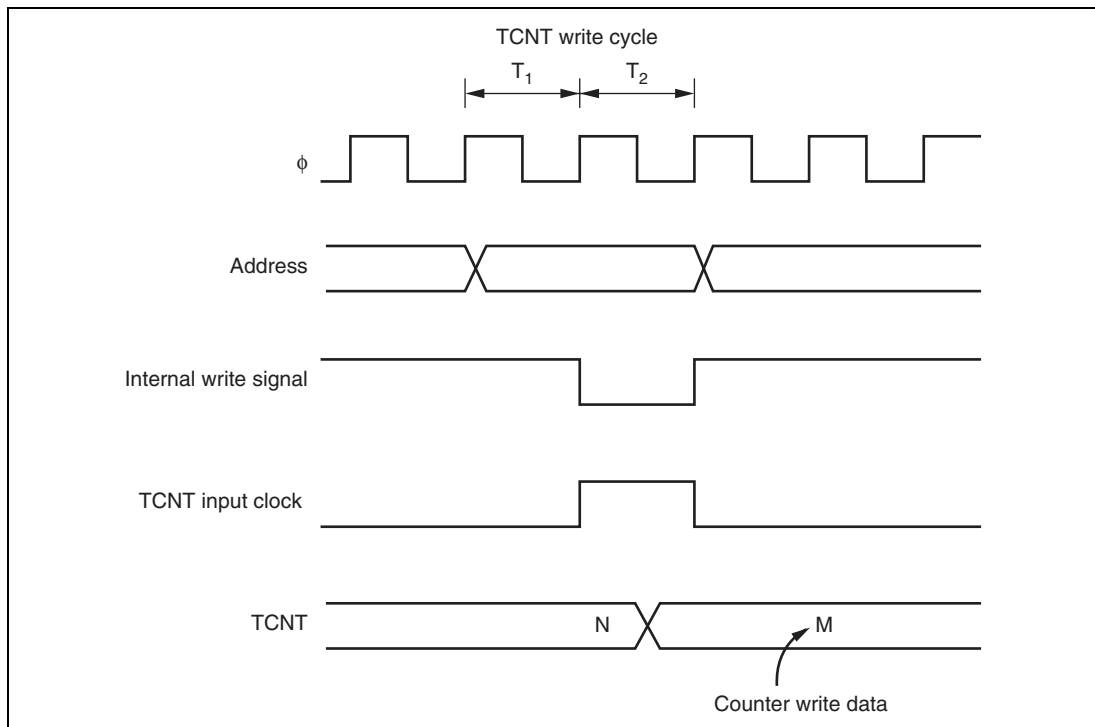 TCNT write cycle
T1 T2
ϕ
Address
Internal write signal
TCNT input clock
TCNT N M
Counter write data